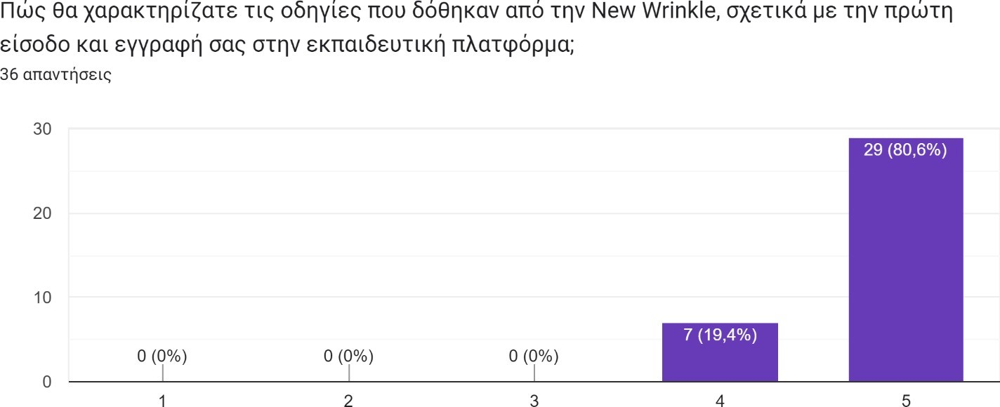 Πώς θα χαρακτηρίζατε τις οδηγίες που δόθηκαν από την New Wrinkle, σχετικά με την πρώτη
είσοδο και εγγραφή σας στην εκπαιδευτική πλατφόρμα;
36 απαντήσεις
30
29 (80,6%)
20
10
7 (19,4%)
0 (0%) 0 (0%) 0 (0%)
0
1 2 3 4 5